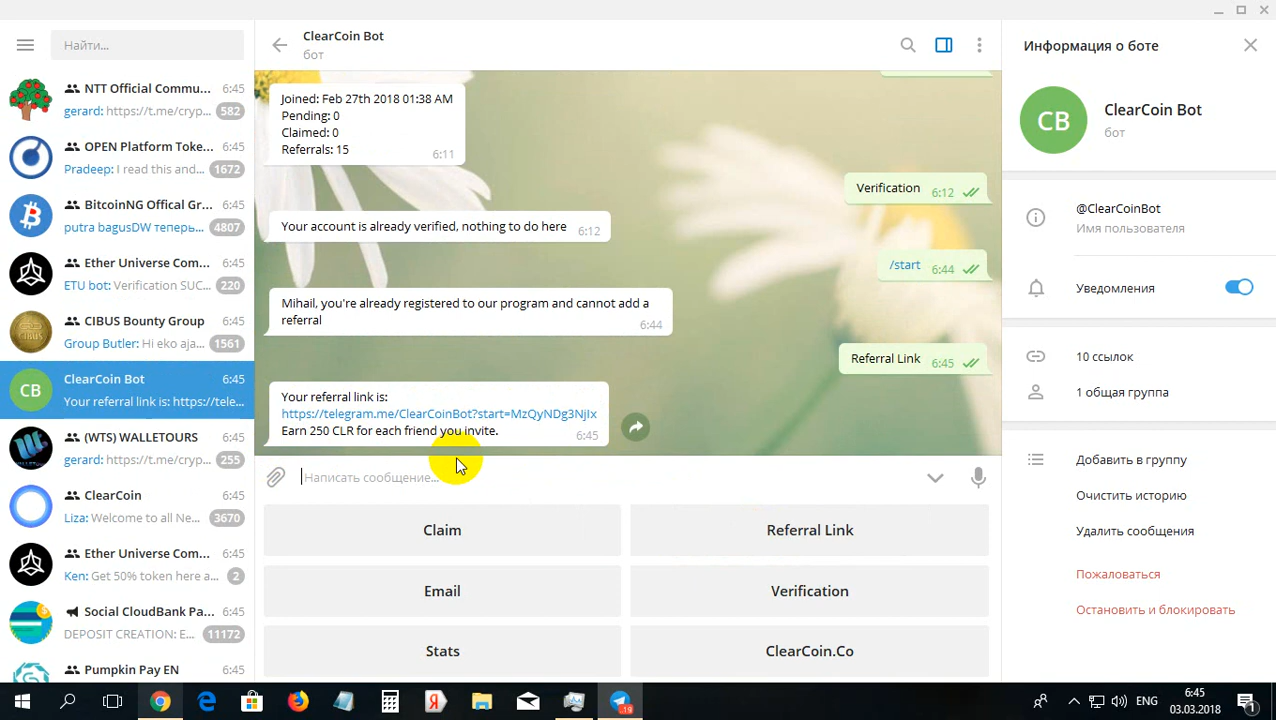 Найти...
NTT Official Commu...
6:45
gerard: https://t.me/cryp...
582
OPEN Platform Toke...
6:45
Pradeep: I read this and...
1672
BitcoinNG Offical Gr...
6:45
putra bagusDW теперь...
4807
Ether Universe Com...
6:45
ETU bot: Verification SUC...
220
CIBUS Bounty Group
6:45
Group Butler: Hi eko aja...
1561
CB
ClearCoin Bot
6:45
Your referral link is: https://tele...
(WTS) WALLETOURS
6:45
gerard: https://t.me/cryp...
255
ClearCoin
6:45
Liza: Welcome to all Ne...
3670
Ether Universe Com...
6:45
Ken: Get 50% token here a...
2
Social CloudBank Pa...
6:45
DEPOSIT CREATION: E...
11172
Pumpkin Pay EN
6:45
ClearCoin Bot
бот
Joined: Feb 27th 2018 01:38 AM
Pending: 0
Claimed: 0
Referrals: 15
6:11
Verification
6:12
Your account is already verified, nothing to do here
6:12
/start
6:44
Mihail, you're already registered to our program and cannot add a
referral
6:44
Referral Link
6:45
Your referral link is:
https://telegram.me/ClearCoinBot?start=MzQyNDg3NjIx
Earn 250 CLR for each friend you invite.
6:45
Написать сообщение...
Claim
Referral Link
Email
Verification
Stats
ClearCoin.Co
Информация о боте
CB
ClearCoin Bot
бот
@ClearCoinBot
Имя пользователя
Уведомления
10 ссылок
1 общая группа
Добавить в группу
Очистить историю
Удалить сообщения
Пожаловаться
Остановить и блокировать
19
ENG
6:45
03.03.2018
1